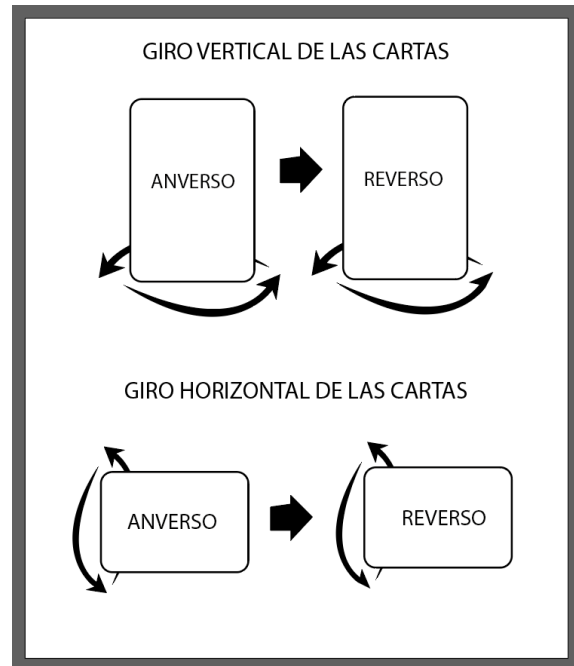 GIRO VERTICAL DE LAS CARTAS
ANVERSO
REVERSO
GIRO HORIZONTAL DE LAS CARTAS
ANVERSO
REVERSO